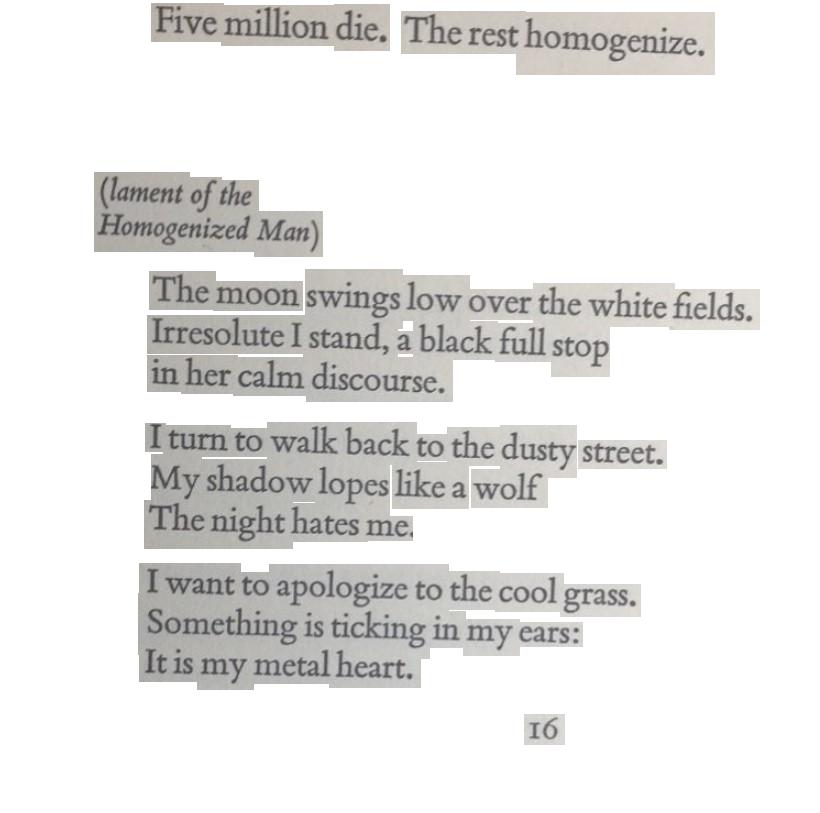 Five million die. The rest homogenize.
(lament of the
Homogenized Man)
The moon swings low over the white fields.
Irresolute I stand, a black full stop
in her calm discourse.
I turn to walk back to the dusty street.
My shadow lopes like a wolf
The night hates me.
I want to apologize to the cool grass.
Something is ticking in my ears:
It is my metal heart.
16